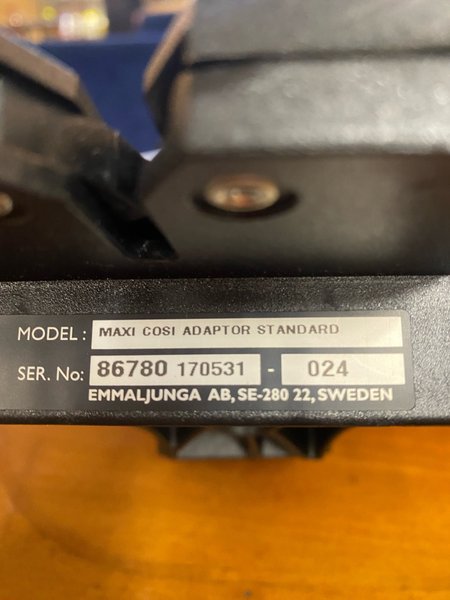 MODEL : MAXI COSI ADAPTOR STANDARD
SER. No: 86780 170531 - 024
EMMALJUNGA AB, SE-280 22, SWEDEN